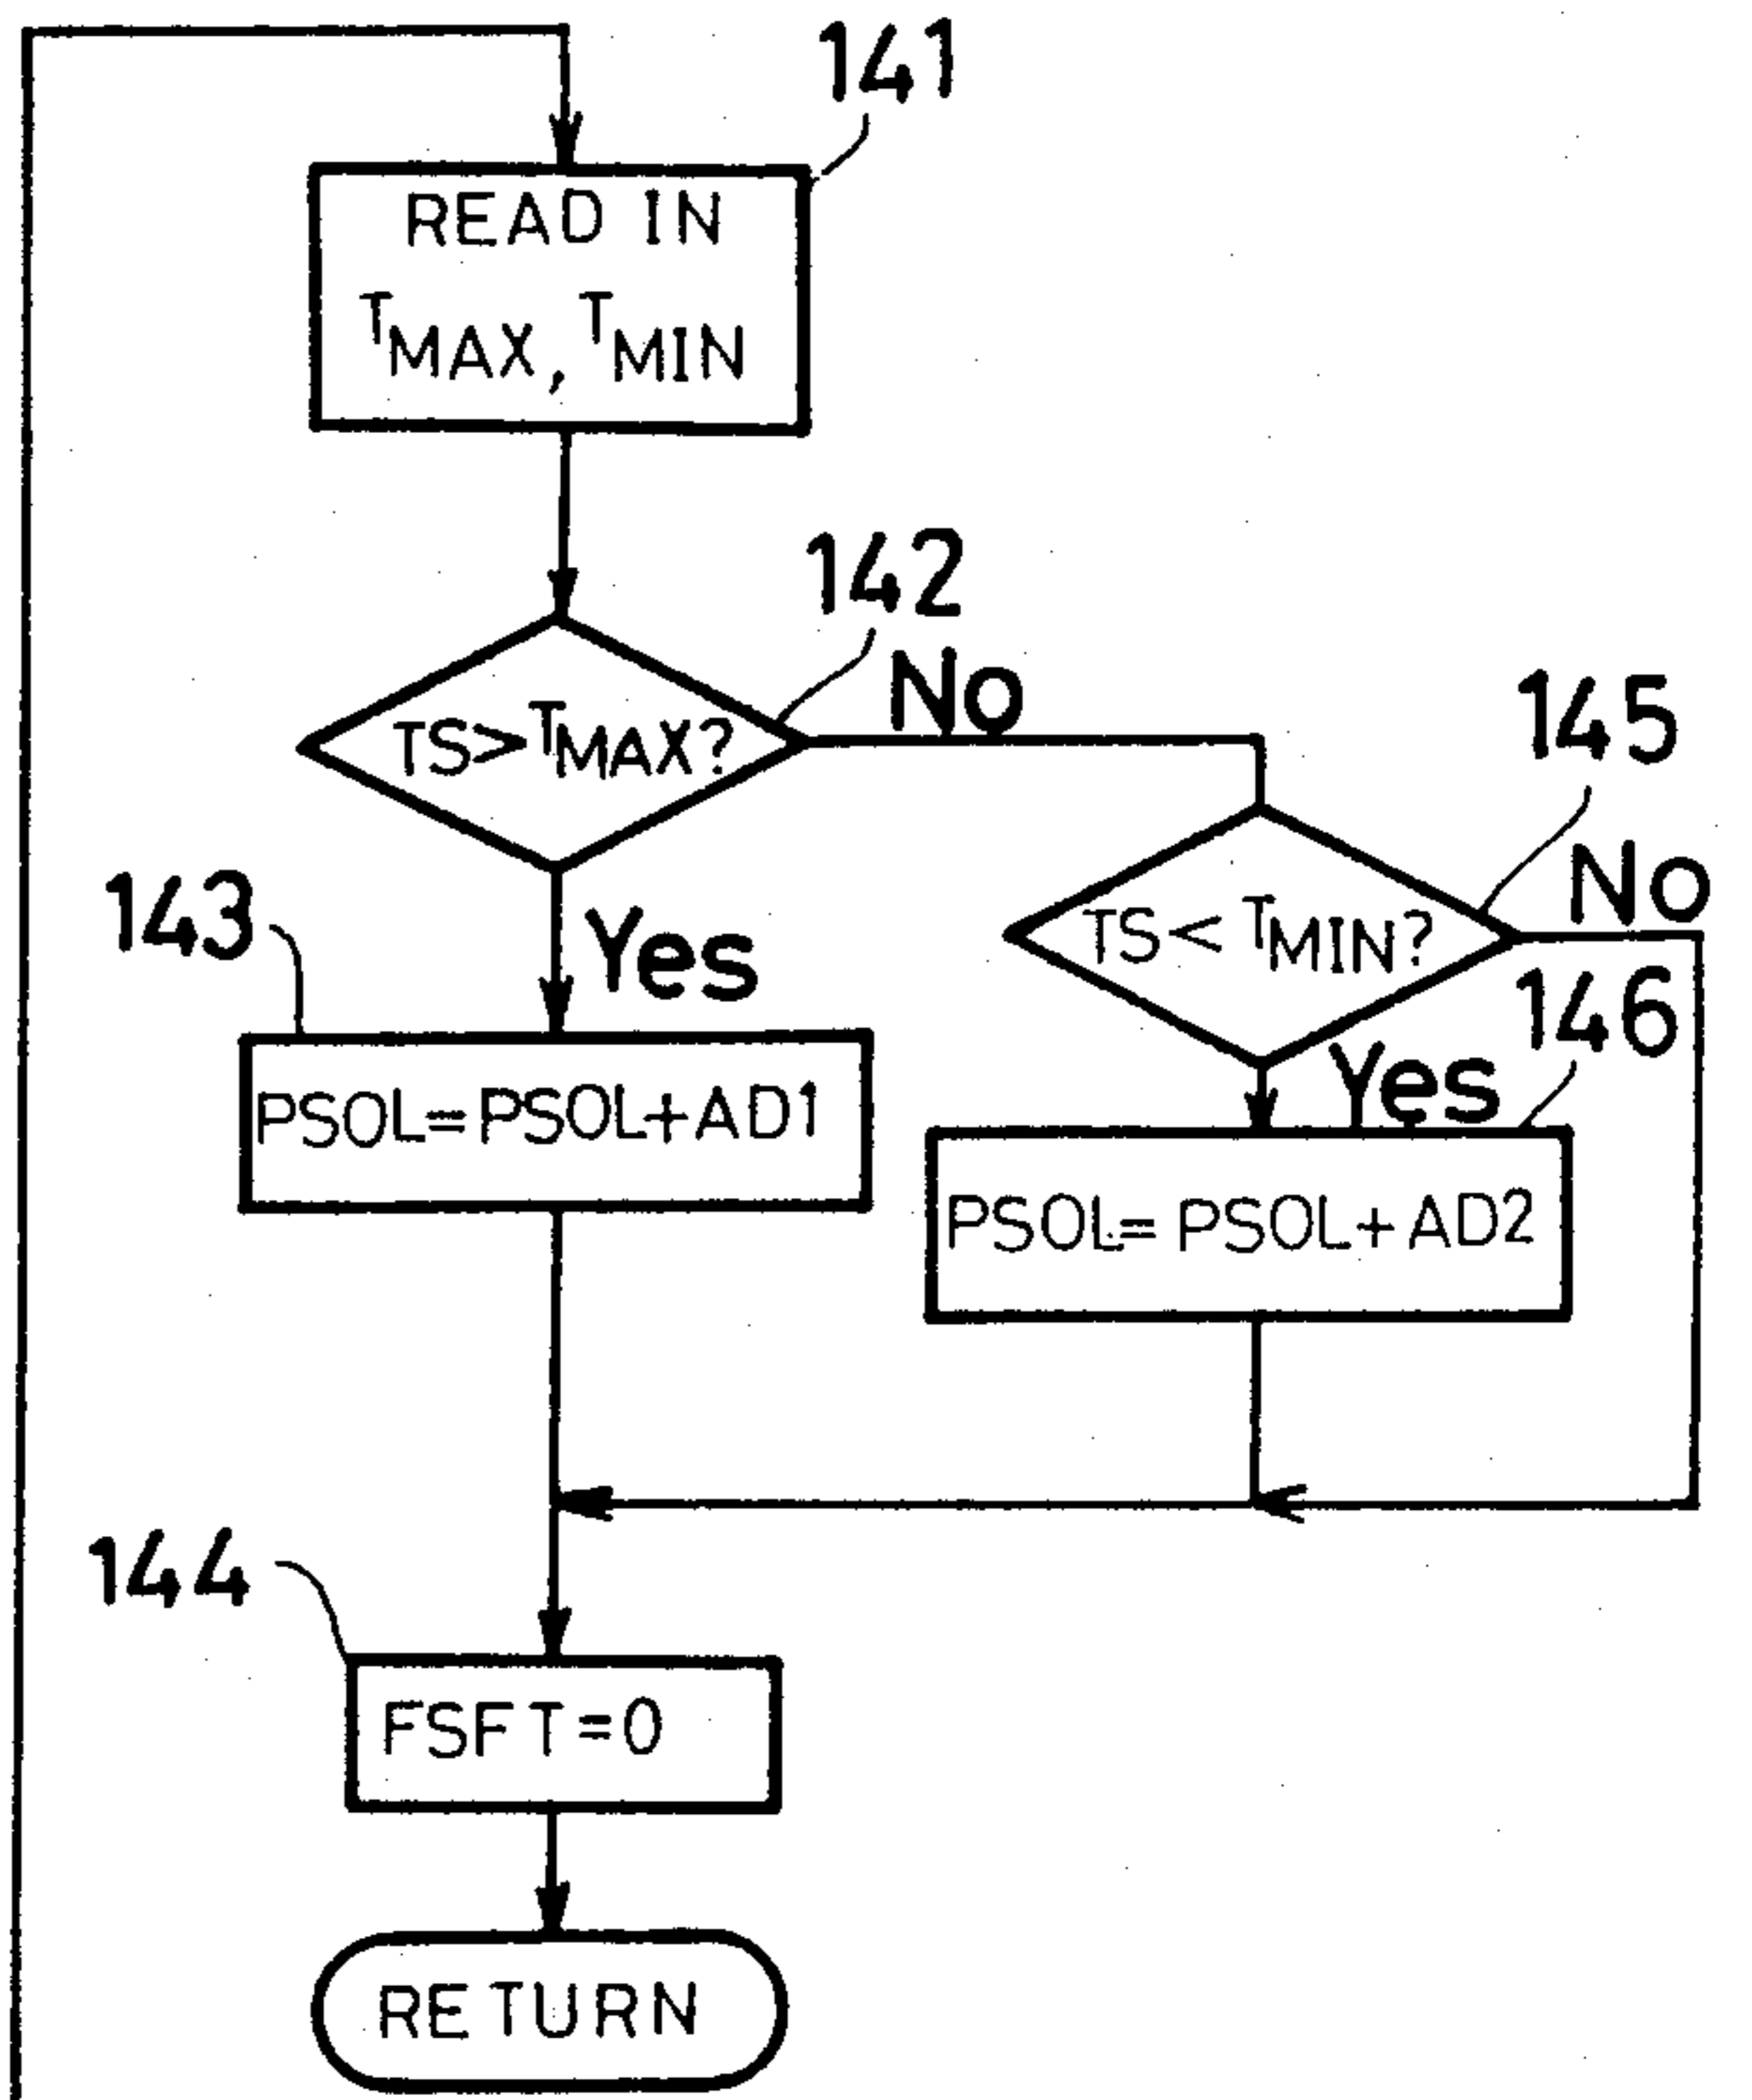 141
READ IN
TMAX, TMIN
142
No
TS>TMAX?
145
No
TS<TMIN?
143
Yes
146
Yes
PSOL=PSOL+AD1
PSOL=PSOL+AD2
144
FSFT=0
RETURN